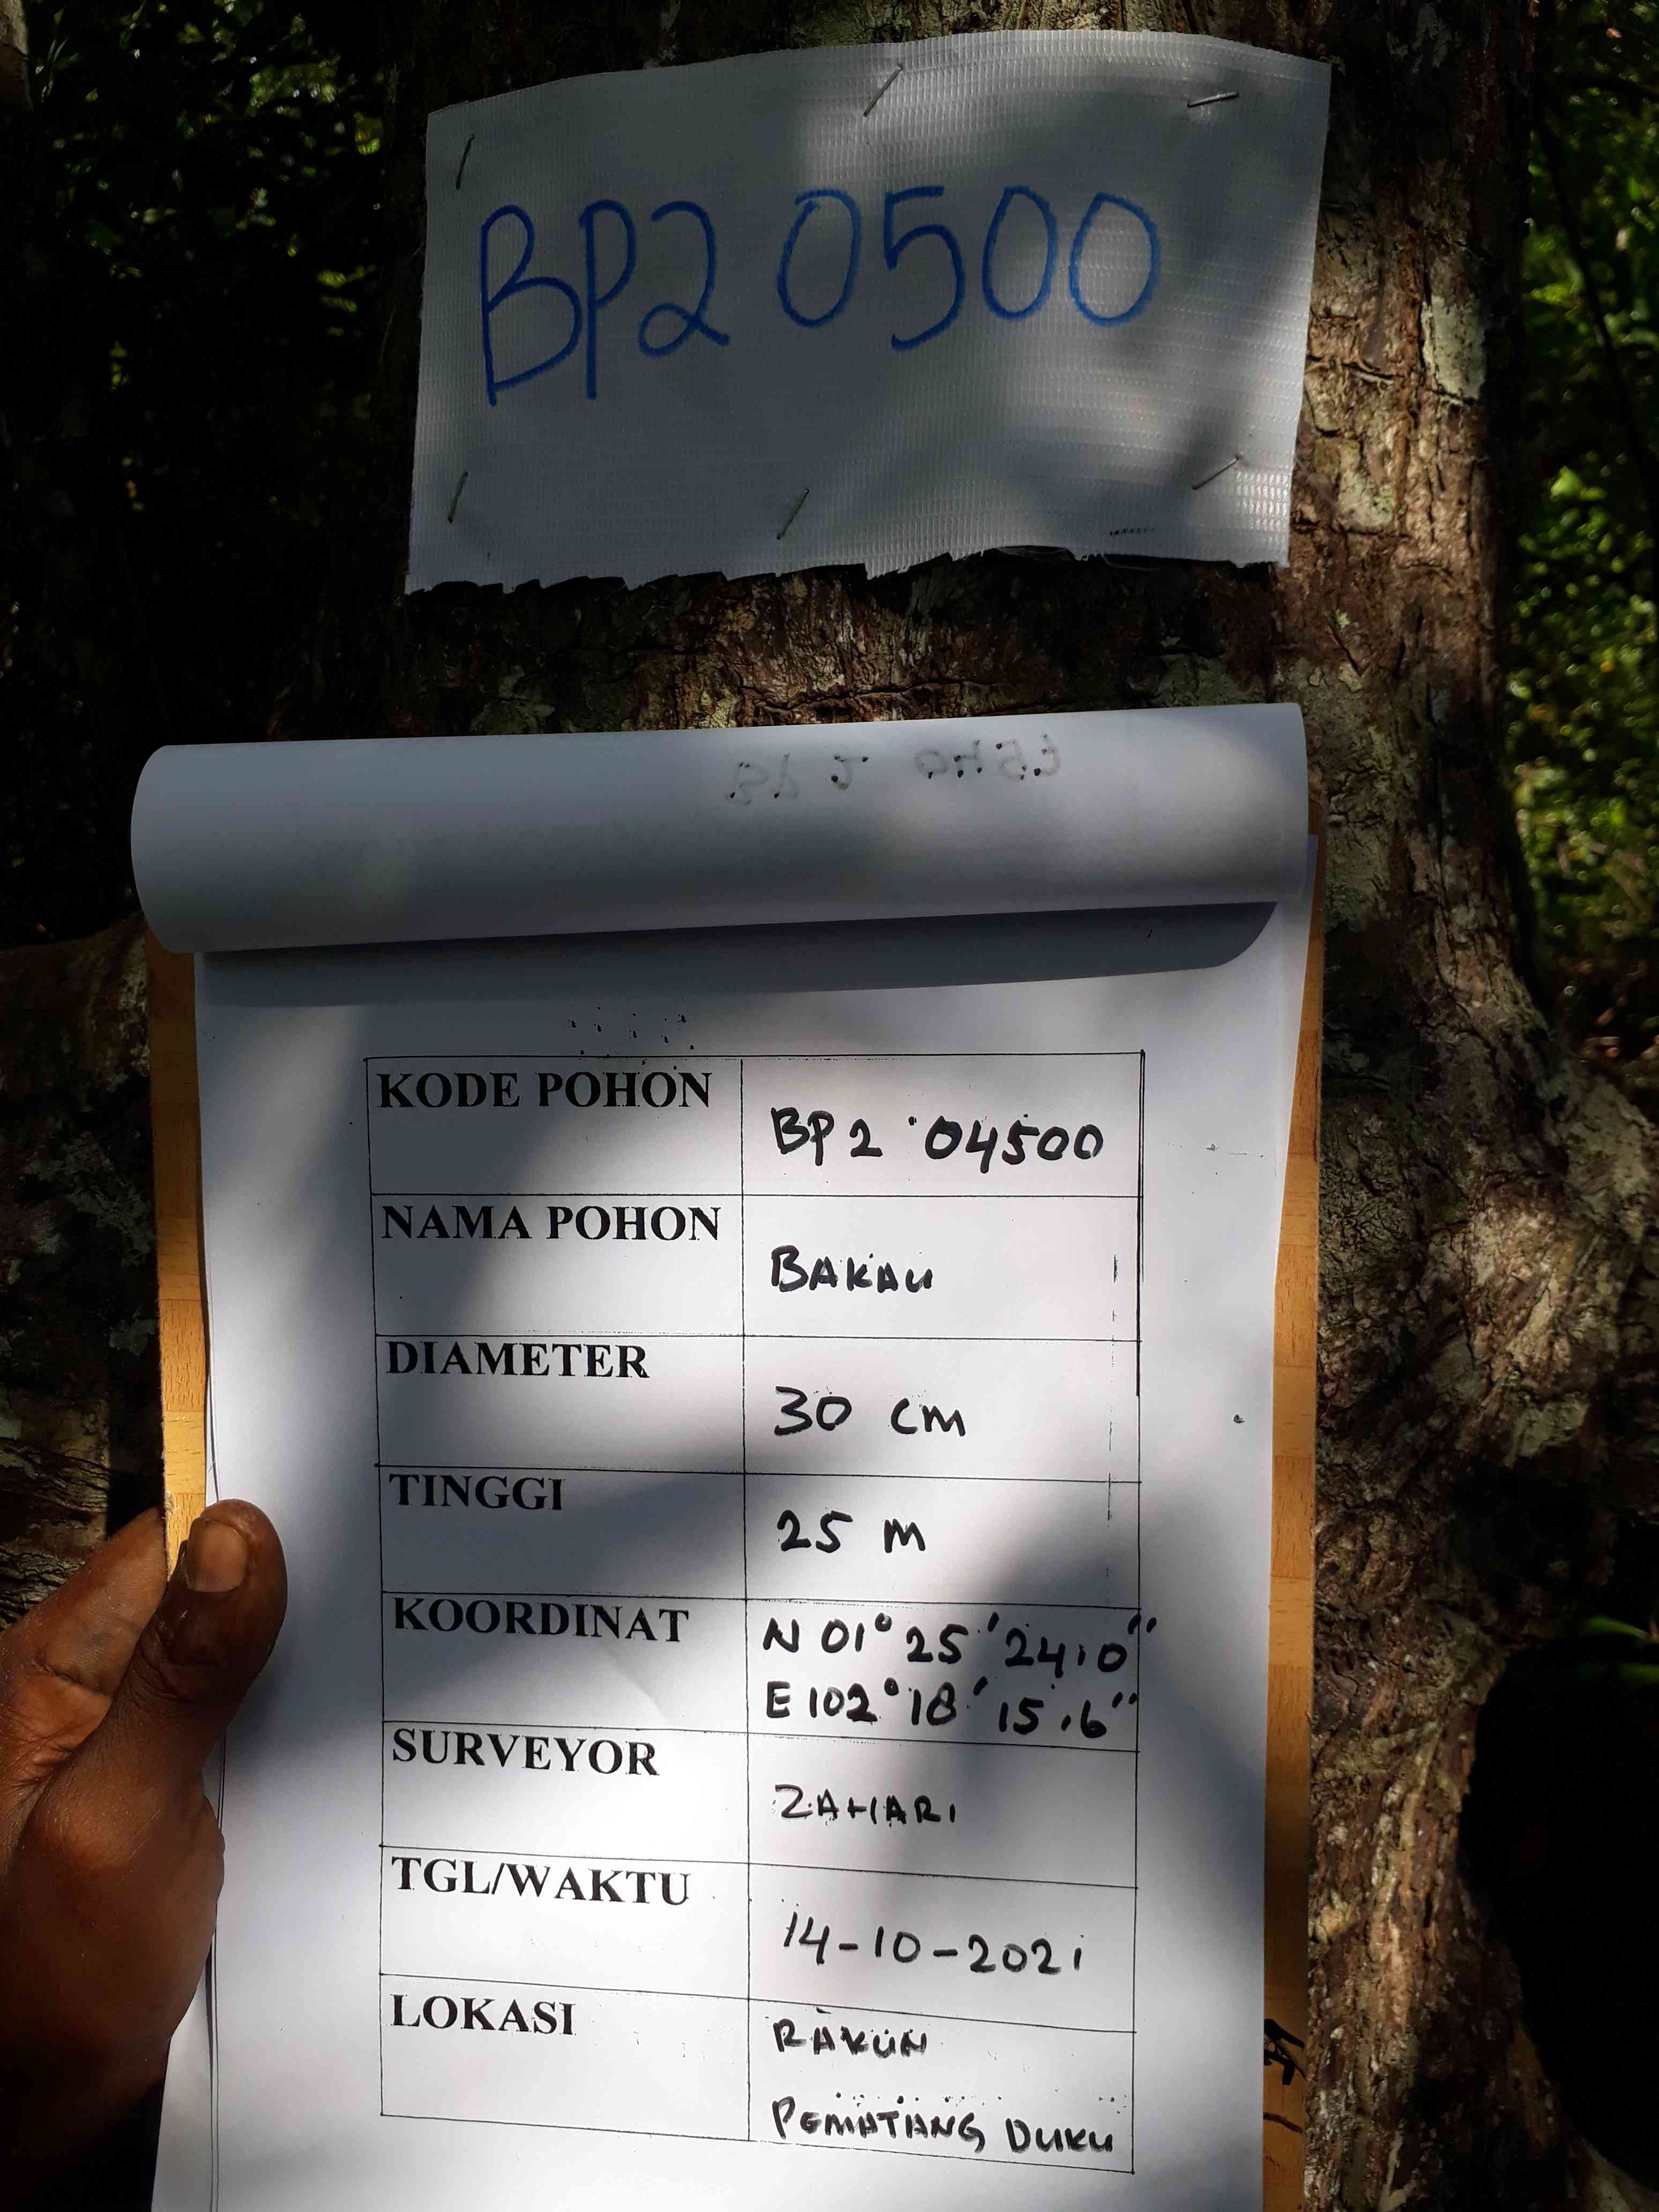 BP2 0500
KODE POHON
BP2 04500
NAMA POHON
BAKAU
DIAMETER
30 cm
TINGGI
25 m
KOORDINAT
N 01° 25' 24.0"
E 102° 18' 15.6"
SURVEYOR
ZAHARI
TGL/WAKTU
14-10-2021
LOKASI
RAKUN
PEMATANG DUKU